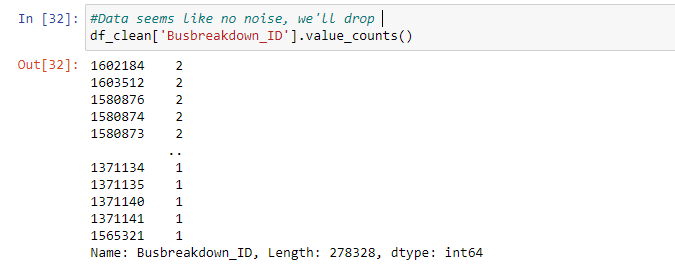 In [32]: #Data seems like no noise, we'll drop
df_clean['Busbreakdown_ID'].value_counts()
Out[32]: 1602184 2
1603512 2
1580876 2
1580874 2
1580873 2
..
1371134 1
1371135 1
1371140 1
1371141 1
1565321 1
Name: Busbreakdown_ID, Length: 278328, dtype: int64